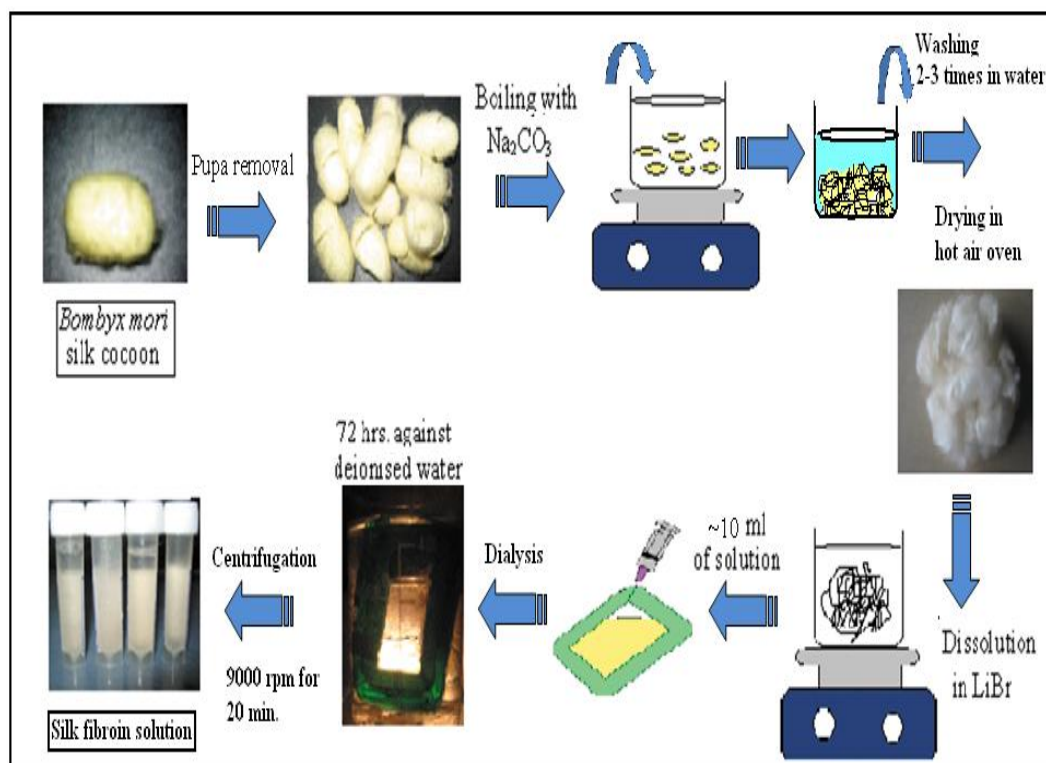 Bombyx mori
silk cocoon
Pupa removal
Boiling with
Na₂CO₃
Washing
2-3 times in water
Drying in
hot air oven
Dissolution
in LiBr
~10 ml
of solution
Dialysis
72 hrs. against
deionised water
Centrifugation
9000 rpm for
20 min.
Silk fibroin solution